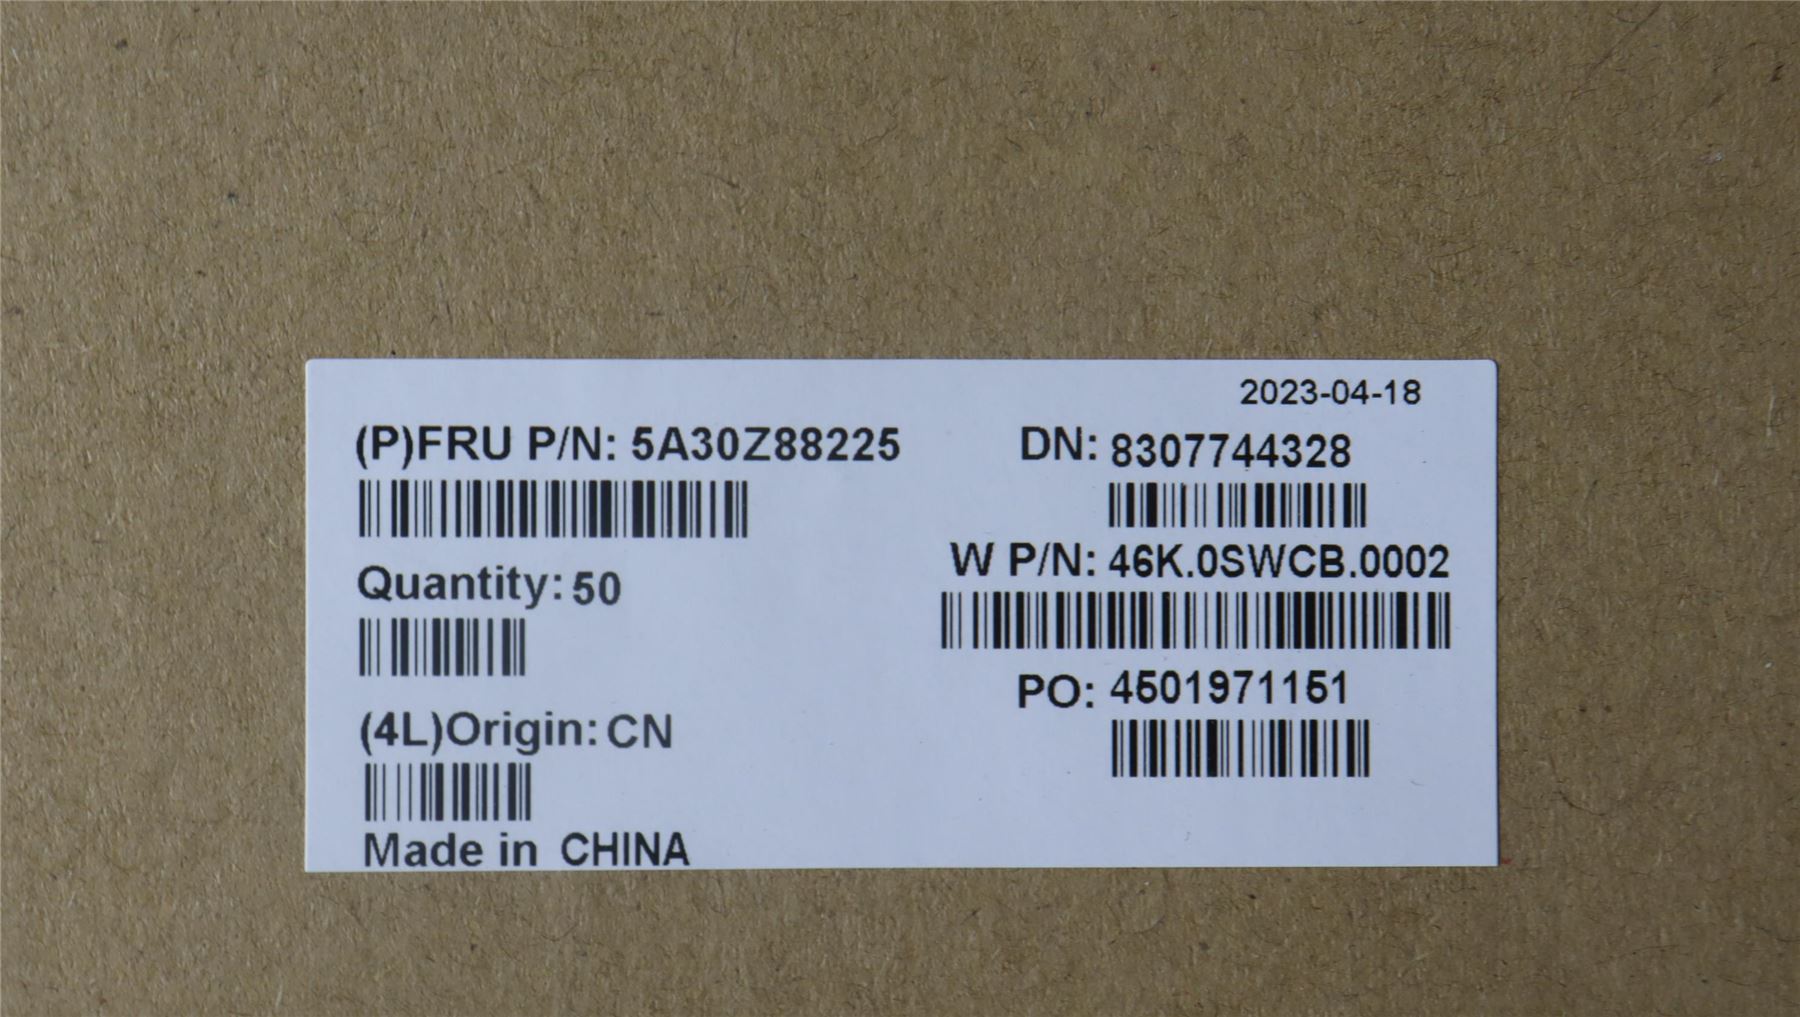 2023-04-18
(P)FRU P/N: 5A30Z88225
DN: 8307744328
W P/N: 46K.0SWCB.0002
Quantity: 50
PO: 4501971151
(4L)Origin: CN
Made in CHINA